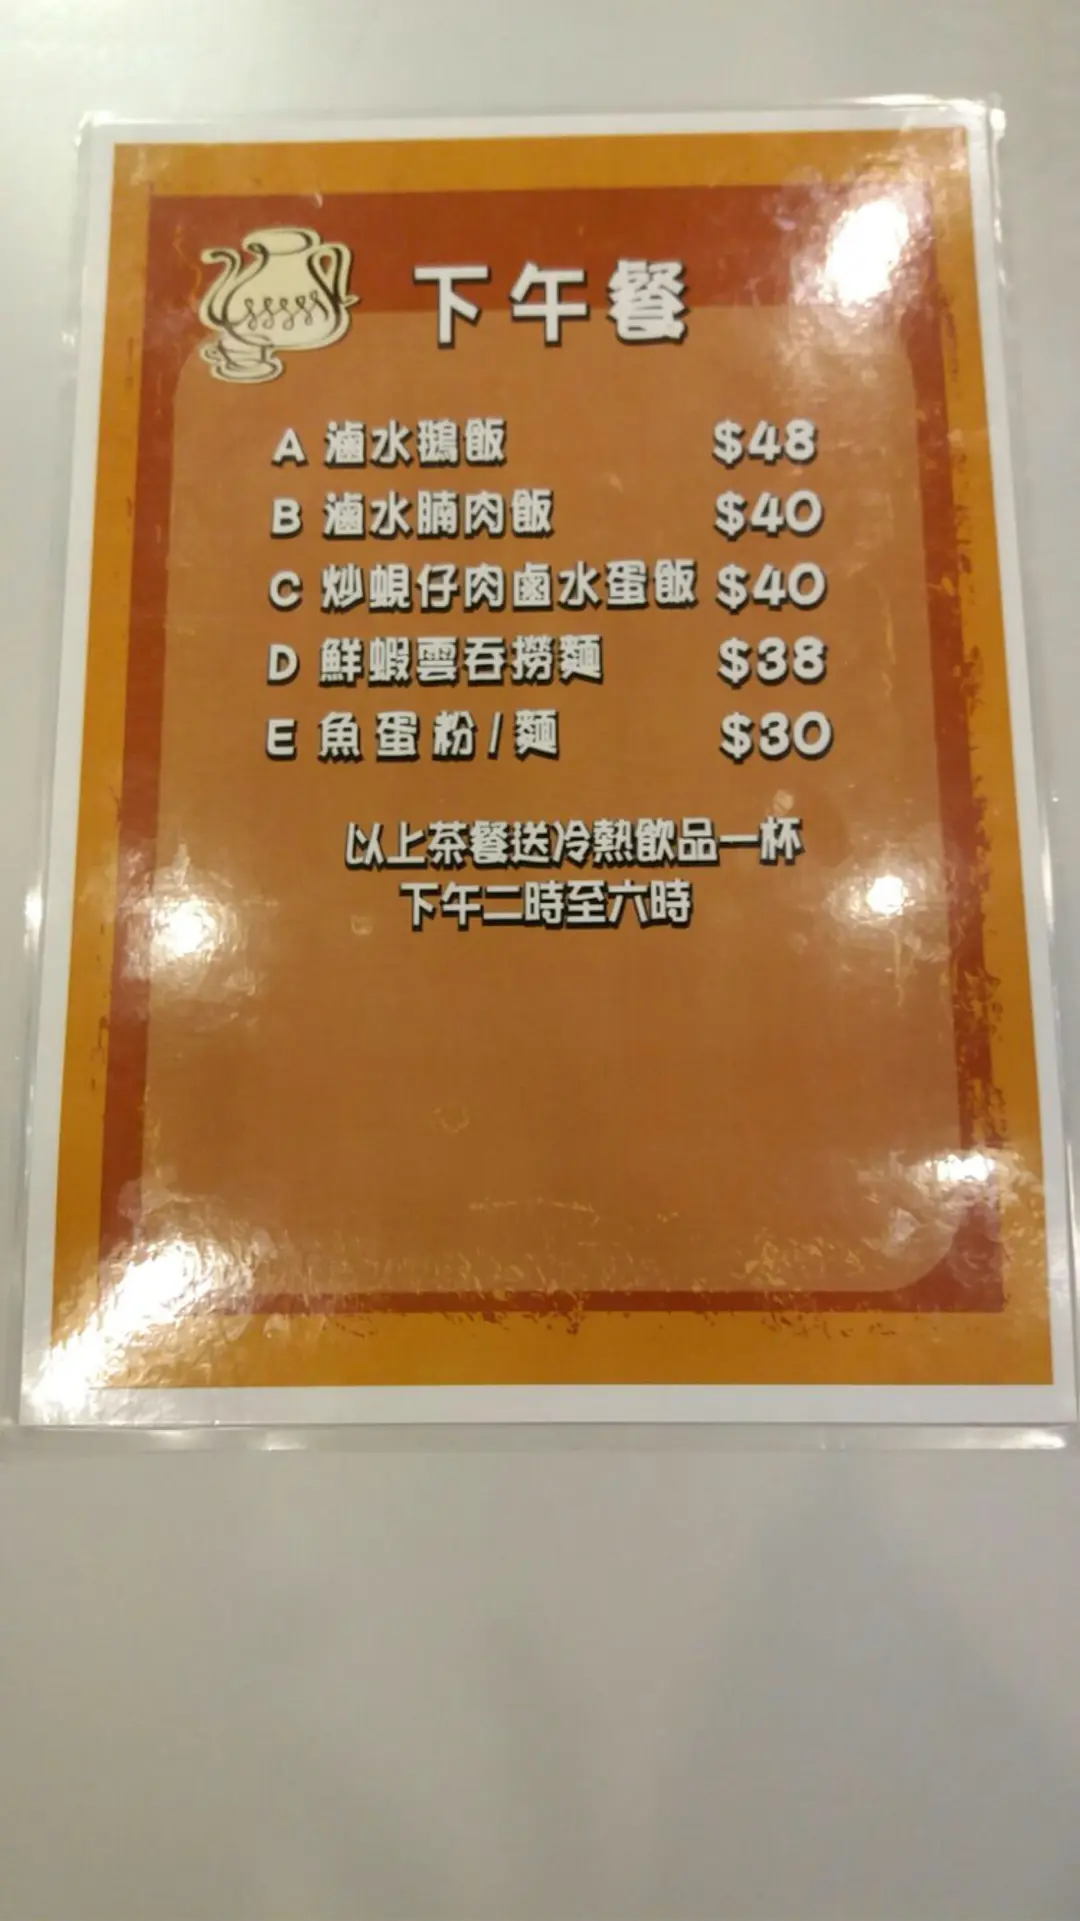 下午餐
A 滷水鵝飯 $48
B 滷水腩肉飯 $40
C 炒蜆仔肉鹵水蛋飯 $40
D 鮮蝦雲吞撈麵 $38
E 魚蛋粉/麵 $30
以上茶餐送冷熱飲品一杯
下午二時至六時